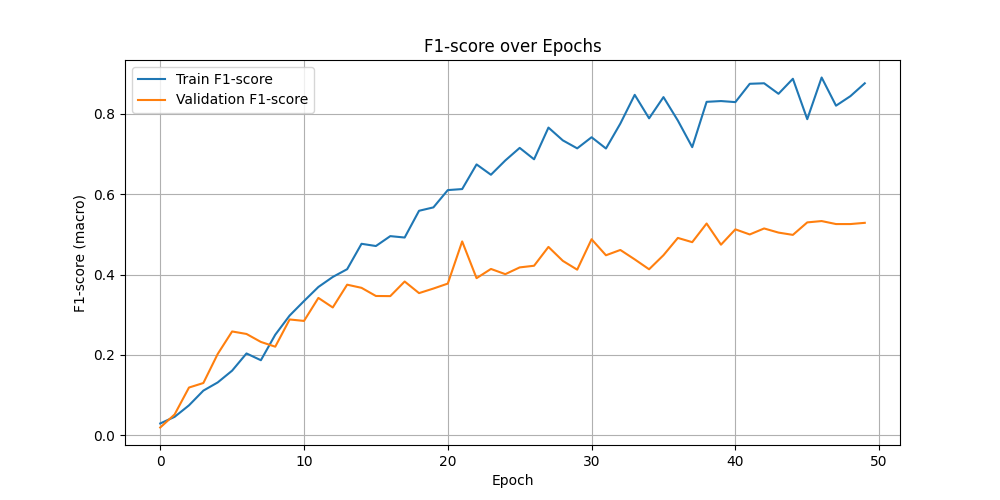 F1-score over Epochs
Train F1-score
Validation F1-score
F1-score (macro)
0.8
0.6
0.4
0.2
0.0
0 10 20 30 40 50
Epoch